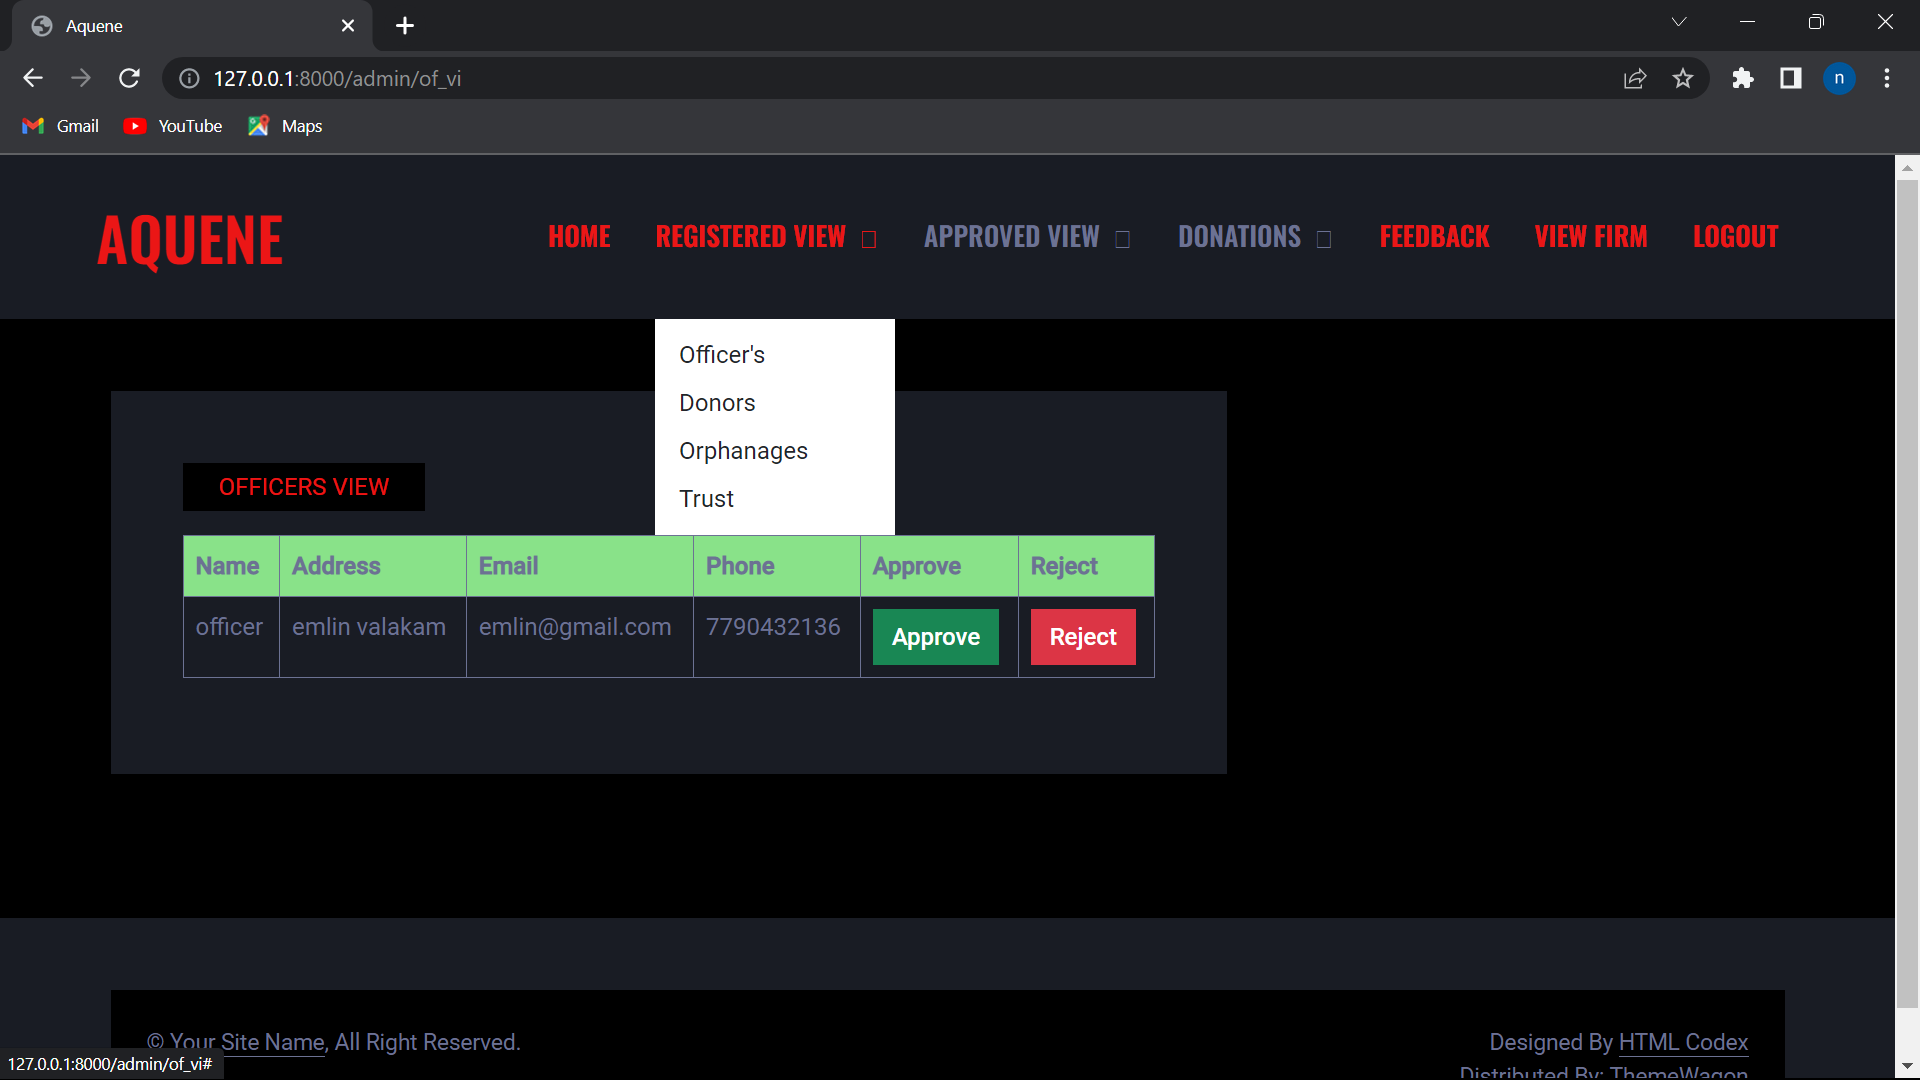 Aquene
127.0.0.1:8000/admin/of_vi
n
Gmail YouTube Maps
AQUENE
HOME REGISTERED VIEW APPROVED VIEW DONATIONS FEEDBACK VIEW FIRM LOGOUT
Officer's
Donors
Orphanages
Trust
OFFICERS VIEW
Name Address Email Phone Approve Reject
officer emlin valakam emlin@gmail.com 7790432136 Approve Reject
© Your Site Name, All Right Reserved.
Designed By HTML Codex
Distributed By: ThemeWagon
127.0.0.1:8000/admin/of_vi#